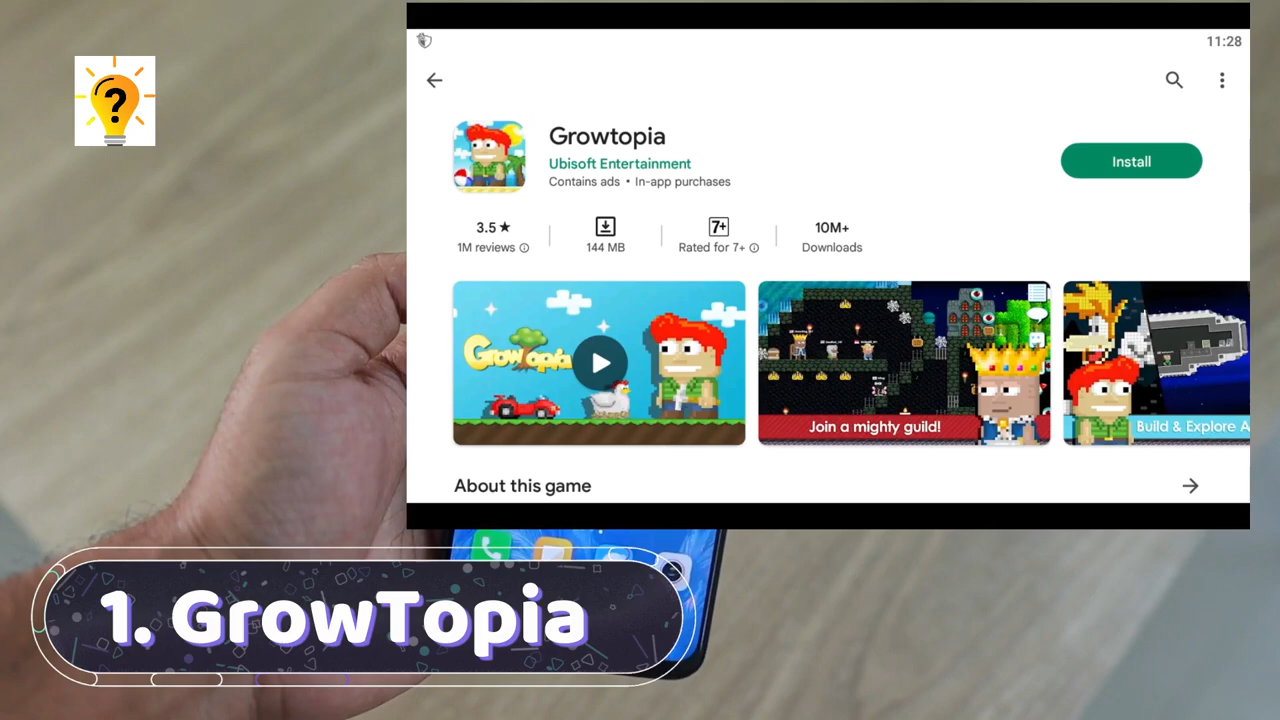 ?
11:28
Growtopia
Ubisoft Entertainment
Contains ads • In-app purchases
Install
3.5★
1M reviews
144 MB
7+
Rated for 7+
10M+
Downloads
Growtopia
Join a mighty guild!
Build & Explore A
About this game
1. GrowTopia